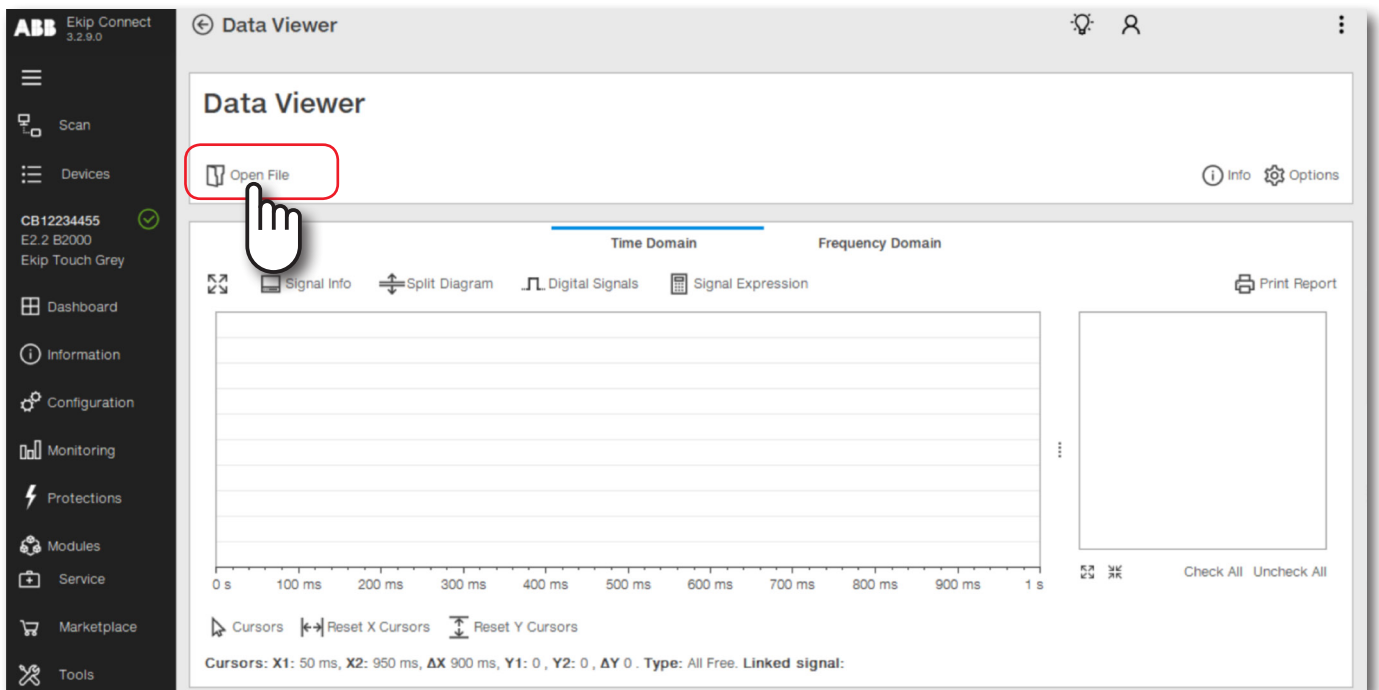 ABB Ekip Connect
3.2.9.0
Data Viewer
Scan
Devices
CB12234455
E2.2 B2000
Ekip Touch Grey
Dashboard
Information
Configuration
Monitoring
Protections
Modules
Service
Marketplace
Tools
Data Viewer
Open File
Info Options
Time Domain Frequency Domain
Signal Info Split Diagram Digital Signals Signal Expression Print Report
0 s 100 ms 200 ms 300 ms 400 ms 500 ms 600 ms 700 ms 800 ms 900 ms 1 s
Check All Uncheck All
Cursors Reset X Cursors Reset Y Cursors
Cursors: X1: 50 ms, X2: 950 ms, ΔX 900 ms, Y1: 0 , Y2: 0 , ΔY 0 . Type: All Free. Linked signal: